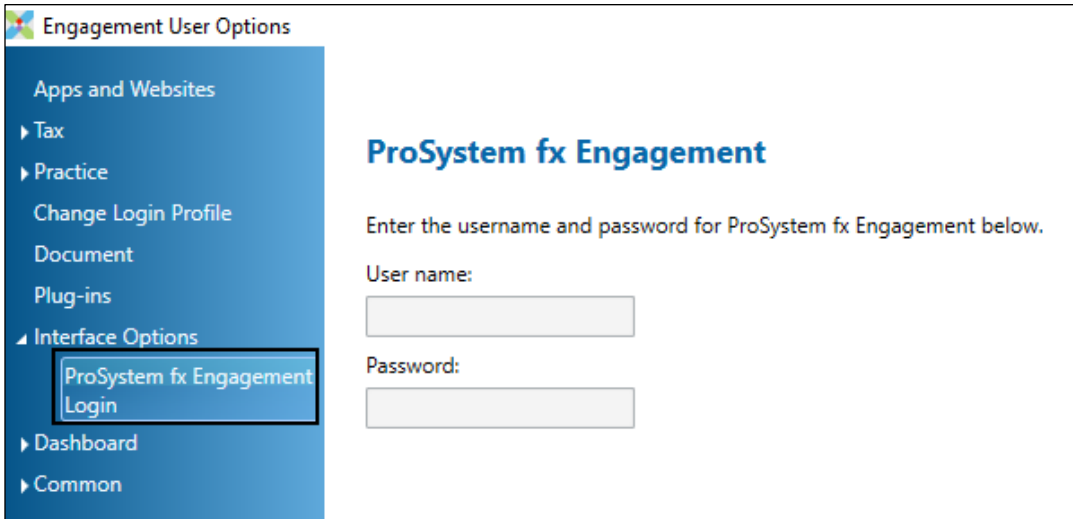 Engagement User Options
Apps and Websites
Tax
Practice
Change Login Profile
Document
Plug-ins
Interface Options
ProSystem fx Engagement
Login
Dashboard
Common
ProSystem fx Engagement
Enter the username and password for ProSystem fx Engagement below.
User name:
Password: